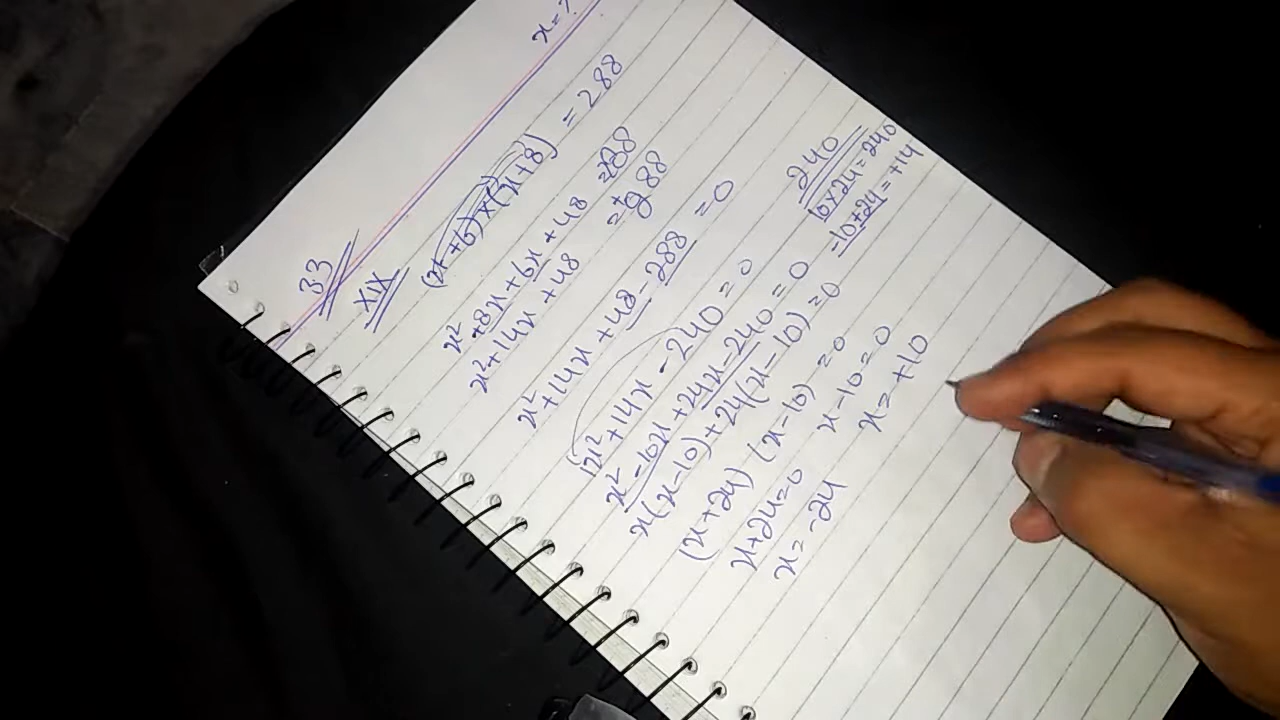 x=?
33
XIX
(x+6)×(x+8) = 288
x²+8x+6x+48 = 288
x²+14x+48 = +288
x²+14x+48-288=0
x²+14x-240=0
x²-10x+24x-240=0
x(x-10)+24(x-10)=0
(x+24)(x-10)=0
x+24=0 x-10=0
x=-24 x=+10
240
10×24=240
-10+24=+14